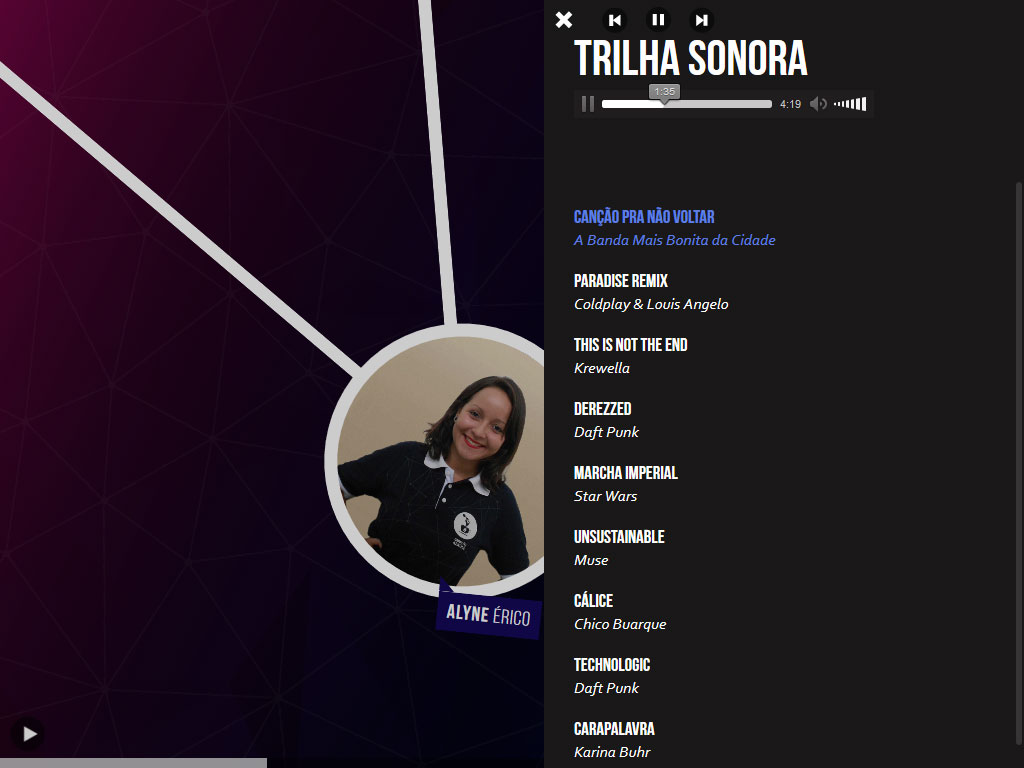 TRILHA SONORA
1:35
4:19
CANÇÃO PRA NÃO VOLTAR
A Banda Mais Bonita da Cidade
PARADISE REMIX
Coldplay & Louis Angelo
THIS IS NOT THE END
Krewella
DEREZZED
Daft Punk
MARCHA IMPERIAL
Star Wars
UNSUSTAINABLE
Muse
CÁLICE
Chico Buarque
TECHNOLOGIC
Daft Punk
CARAPALAVRA
Karina Buhr
ALYNE ÉRICO